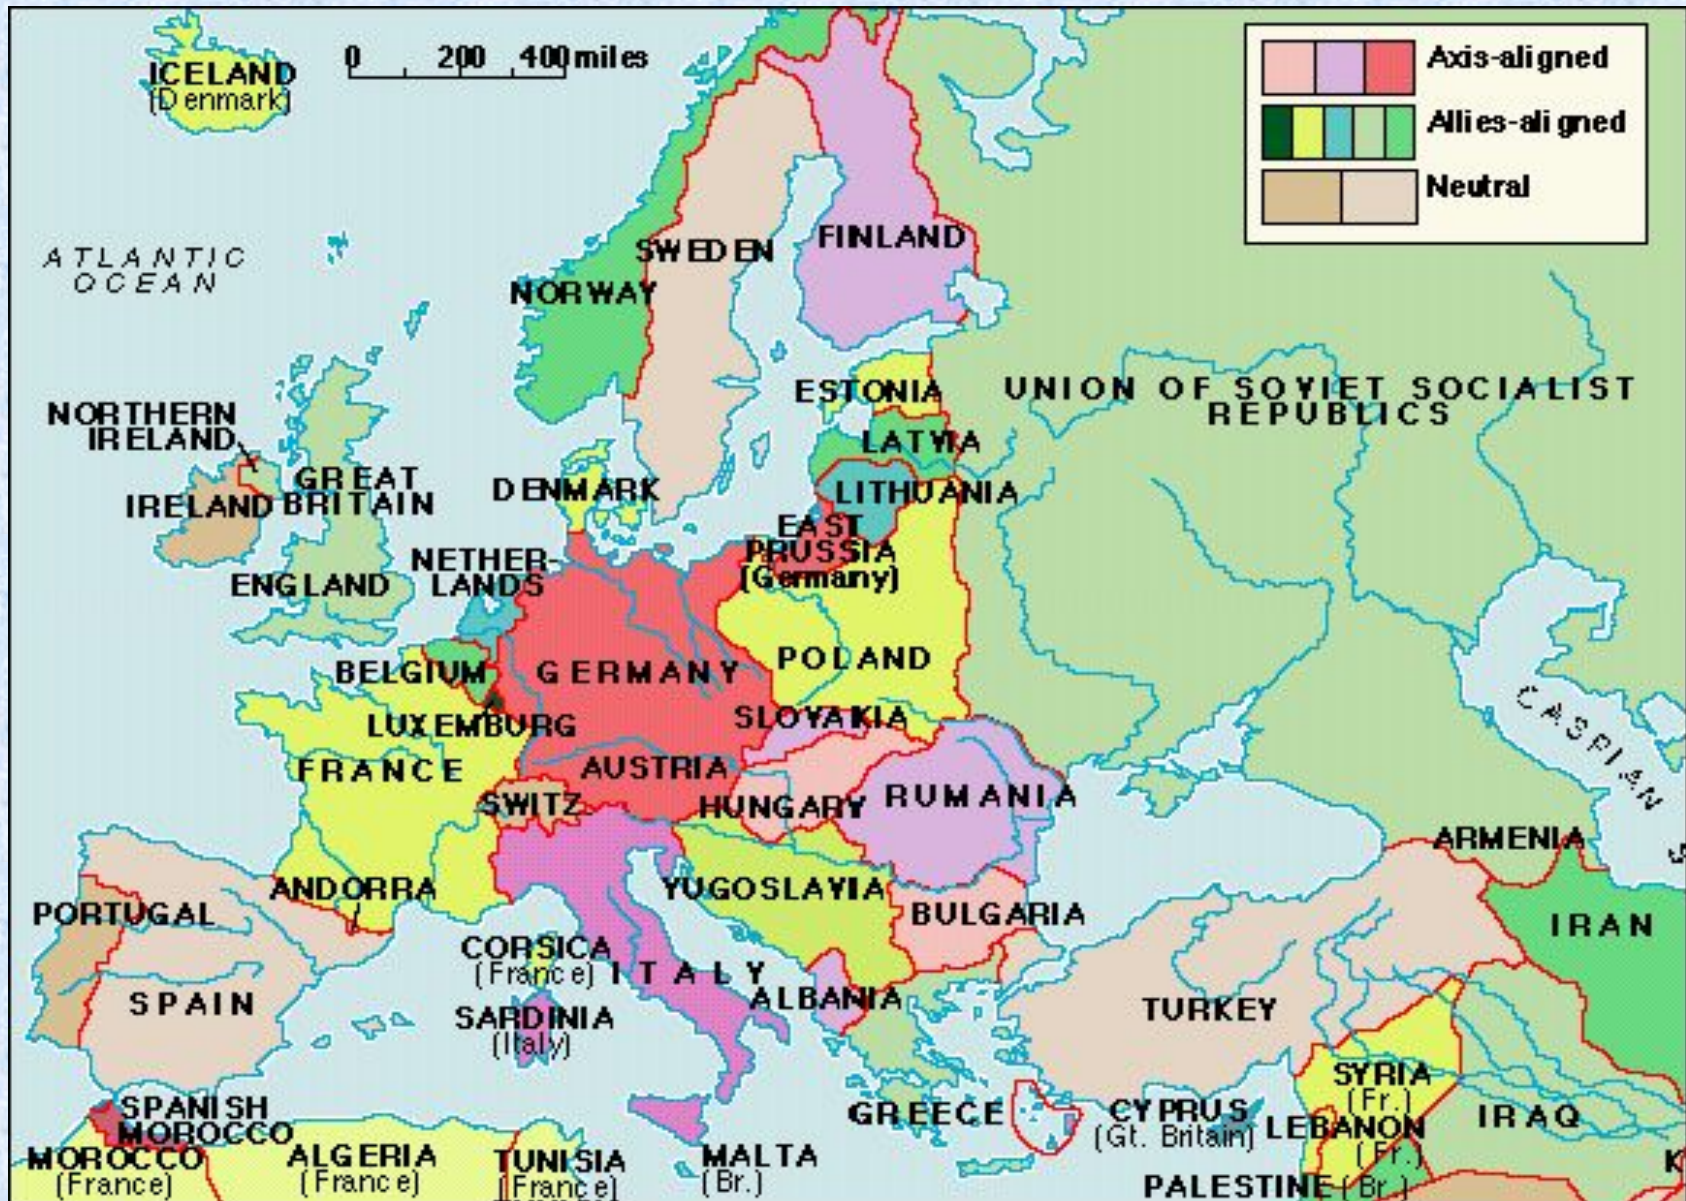 ICELAND
(Denmark)
0 200 400 miles
Axis-aligned
Allies-aligned
Neutral
ATLANTIC
OCEAN
SWEDEN
FINLAND
NORWAY
ESTONIA
UNION OF SOVIET SOCIALIST
REPUBLICS
NORTHERN
IRELAND
LATVIA
GREAT
BRITAIN
IRELAND
DENMARK
LITHUANIA
EAST
PRUSSIA
(Germany)
NETHER-
LANDS
ENGLAND
BELGIUM
GERMANY
POLAND
LUXEMBURG
SLOVAKIA
CASPIAN
FRANCE
AUSTRIA
SWITZ
HUNGARY
RUMANIA
ARMENIA
ANDORRA
YUGOSLAVIA
PORTUGAL
BULGARIA
IRAN
CORSICA
(France)
ITALY
SPAIN
ALBANIA
TURKEY
SARDINIA
(Italy)
SYRIA
(Fr.)
SPANISH
MOROCCO
GREECE
CYPRUS
(Gt. Britain)
LEBANON
(Fr.)
IRAQ
MOROCCO
(France)
ALGERIA
(France)
TUNISIA
(France)
MALTA
(Br.)
PALESTINE (Br.)
K